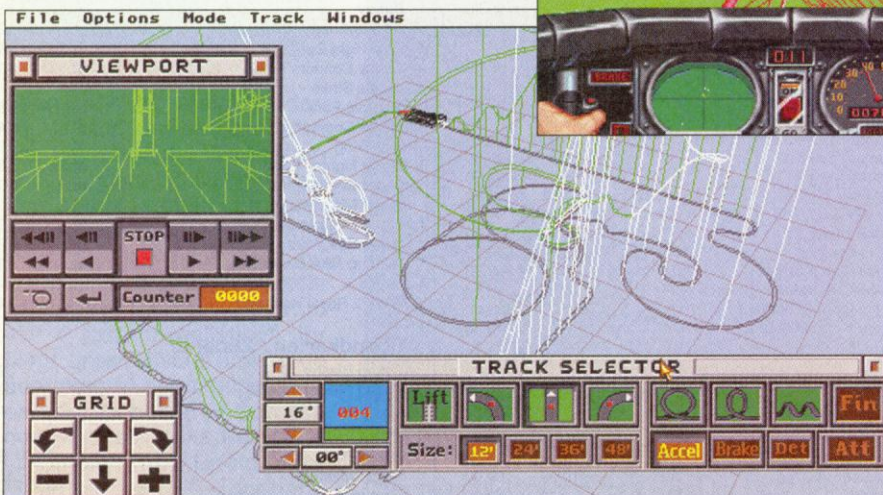 File Options Mode Track Windows
VIEWPORT
STOP
Counter 0000
BRAKE
011
GRID
TRACK SELECTOR
16°
004
Lift
Fin
00°
Size: 12' 24' 36' 48'
Accel Brake Det Att